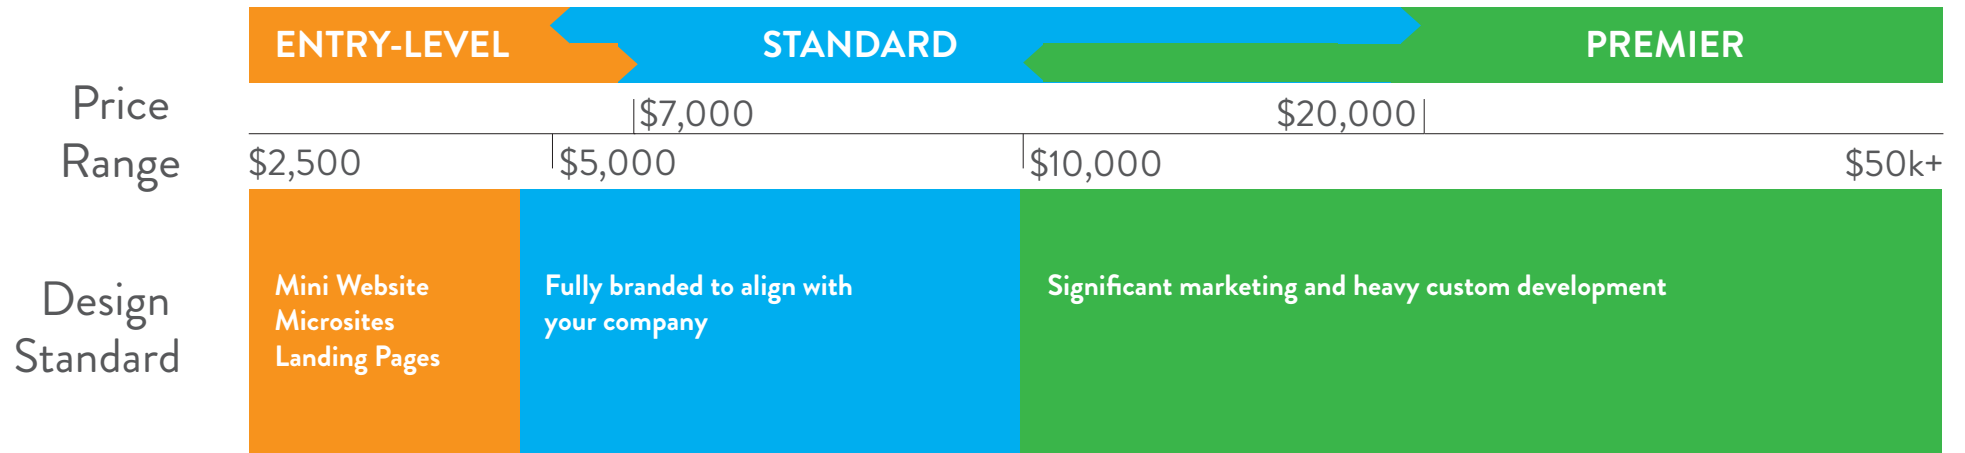 ENTRY-LEVEL STANDARD PREMIER
Price
Range
$7,000 $20,000
$2,500 $5,000 $10,000 $50k+
Design
Standard
Mini Website
Microsites
Landing Pages
Fully branded to align with
your company
Significant marketing and heavy custom development